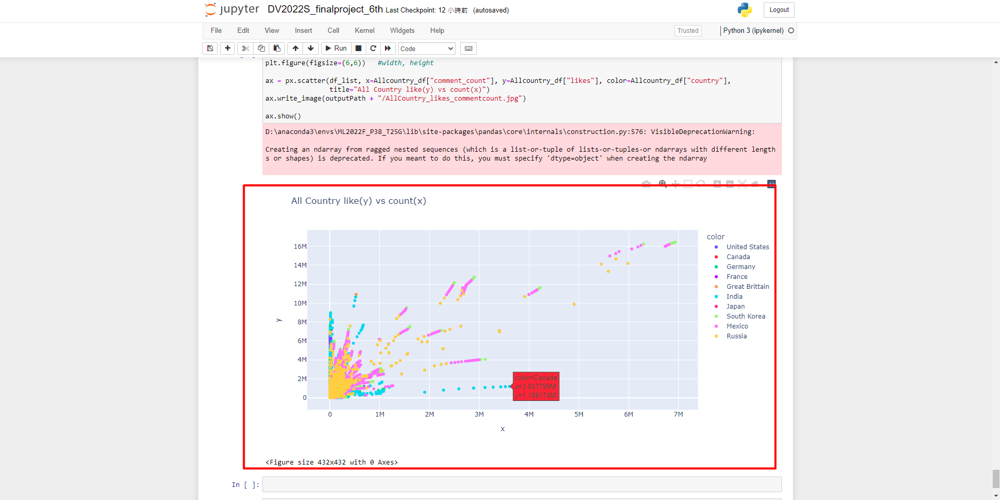 jupyter DV2022S_finalproject_6th Last Checkpoint: 12 小時前 (autosaved)
Logout
File Edit View Insert Cell Kernel Widgets Help
Trusted
Python 3 (ipykernel)
Run
Code
plt.figure(figsize=(6,6))   #width, height
ax = px.scatter(df_list, x=Allcountry_df["comment_count"], y=Allcountry_df["likes"], color=Allcountry_df["country"],
title="All Country like(y) vs count(x)")
ax.write_image(outputPath + "/AllCountry_likes_commentcount.jpg")
ax.show()
D:\anaconda3\envs\ML2022F_P38_T25G\lib\site-packages\pandas\core\internals\construction.py:576: VisibleDeprecationWarning:
Creating an ndarray from ragged nested sequences (which is a list-or-tuple of lists-or-tuples-or ndarrays with different length
s or shapes) is deprecated. If you meant to do this, you must specify 'dtype=object' when creating the ndarray
All Country like(y) vs count(x)
16M
14M
12M
10M
8M
6M
4M
2M
0
y
0 1M 2M 3M 4M 5M 6M 7M
x
color=Canada
x=3.607799M
y=1.189174M
color
United States
Canada
Germany
France
Great Brittain
India
Japan
South Korea
Mexico
Russia
<Figure size 432x432 with 0 Axes>
In [ ]: